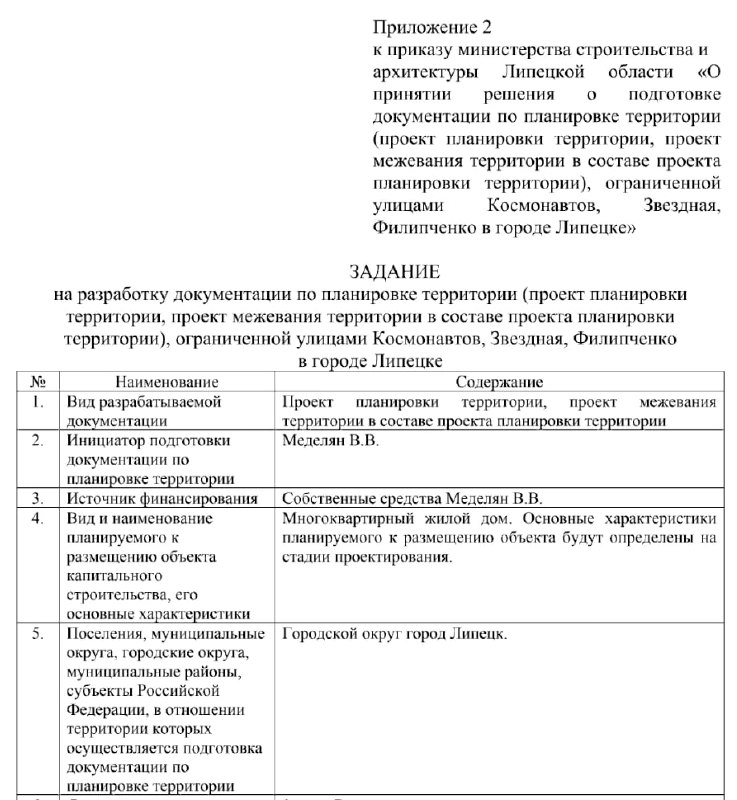 Приложение 2
к приказу министерства строительства и
архитектуры Липецкой области «О
принятии решения о подготовке
документации по планировке территории
(проект планировки территории, проект
межевания территории в составе проекта
планировки территории), ограниченной
улицами Космонавтов, Звездная,
Филипченко в городе Липецке»
ЗАДАНИЕ
на разработку документации по планировке территории (проект планировки
территории, проект межевания территории в составе проекта планировки
территории), ограниченной улицами Космонавтов, Звездная, Филипченко
в городе Липецке
№ Наименование Содержание
1. Вид разрабатываемой
документации
Проект планировки территории, проект межевания
территории в составе проекта планировки территории
2. Инициатор подготовки
документации по
планировке территории
Меделян В.В.
3. Источник финансирования
Собственные средства Меделян В.В.
4. Вид и наименование
планируемого к
размещению объекта
капитального
строительства, его
основные характеристики
Многоквартирный жилой дом. Основные характеристики
планируемого к размещению объекта будут определены на
стадии проектирования.
5. Поселения, муниципальные
округа, городские округа,
муниципальные районы,
субъекты Российской
Федерации, в отношении
территории которых
осуществляется подготовка
документации по
планировке территории
Городской округ город Липецк.